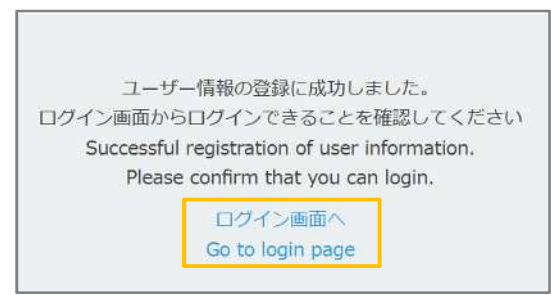 ユーザー情報の登録に成功しました。
ログイン画面からログインできることを確認してください
Successful registration of user information.
Please confirm that you can login.
ログイン画面へ
Go to login page